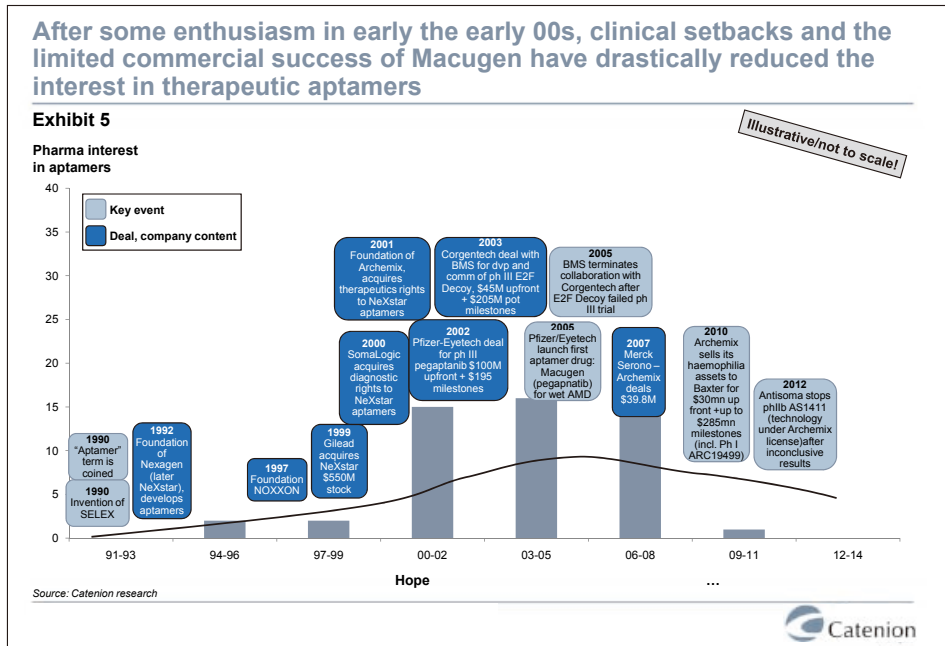 After some enthusiasm in early the early 00s, clinical setbacks and the
limited commercial success of Macugen have drastically reduced the
interest in therapeutic aptamers
Exhibit 5
Illustrative/not to scale!
Pharma interest
in aptamers
40
35
30
25
20
15
10
5
0
Key event
Deal, company content
1990
"Aptamer"
term is
coined
1990
Invention of
SELEX
1992
Foundation
of
Nexagen
(later
NeXstar),
develops
aptamers
1997
Foundation
NOXXON
1999
Gilead
acquires
NeXstar
$550M
stock
2000
SomaLogic
acquires
diagnostic
rights to
NeXstar
aptamers
2001
Foundation of
Archemix,
acquires
therapeutics rights
to NeXstar
aptamers
2002
Pfizer-Eyetech deal
for ph III
pegaptanib $100M
upfront + $195
milestones
2003
Corgentech deal with
BMS for dvp and
comm of ph III E2F
Decoy, $45M upfront
+ $205M pot
milestones
2005
BMS terminates
collaboration with
Corgentech after
E2F Decoy failed ph
III trial
2005
Pfizer/Eyetech
launch first
aptamer drug:
Macugen
(pegapnatib)
for wet AMD
2007
Merck
Serono –
Archemix
deals
$39.8M
2010
Archemix
sells its
haemophilia
assets to
Baxter for
$30mn up
front +up to
$285mn
milestones
(incl. Ph I
ARC19499)
2012
Antisoma stops
phIIb AS1411
(technology
under Archemix
license)after
inconclusive
results
91-93
94-96
97-99
00-02
03-05
06-08
09-11
12-14
Hope
...
Source: Catenion research
Catenion